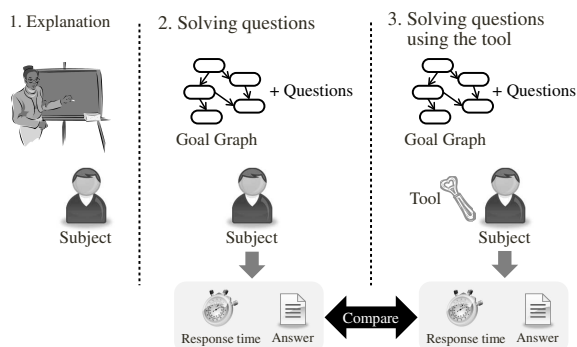 1. Explanation
Subject
2. Solving questions
+ Questions
Goal Graph
Subject
Response time
Answer
3. Solving questions
using the tool
+ Questions
Goal Graph
Tool
Subject
Compare
Response time
Answer